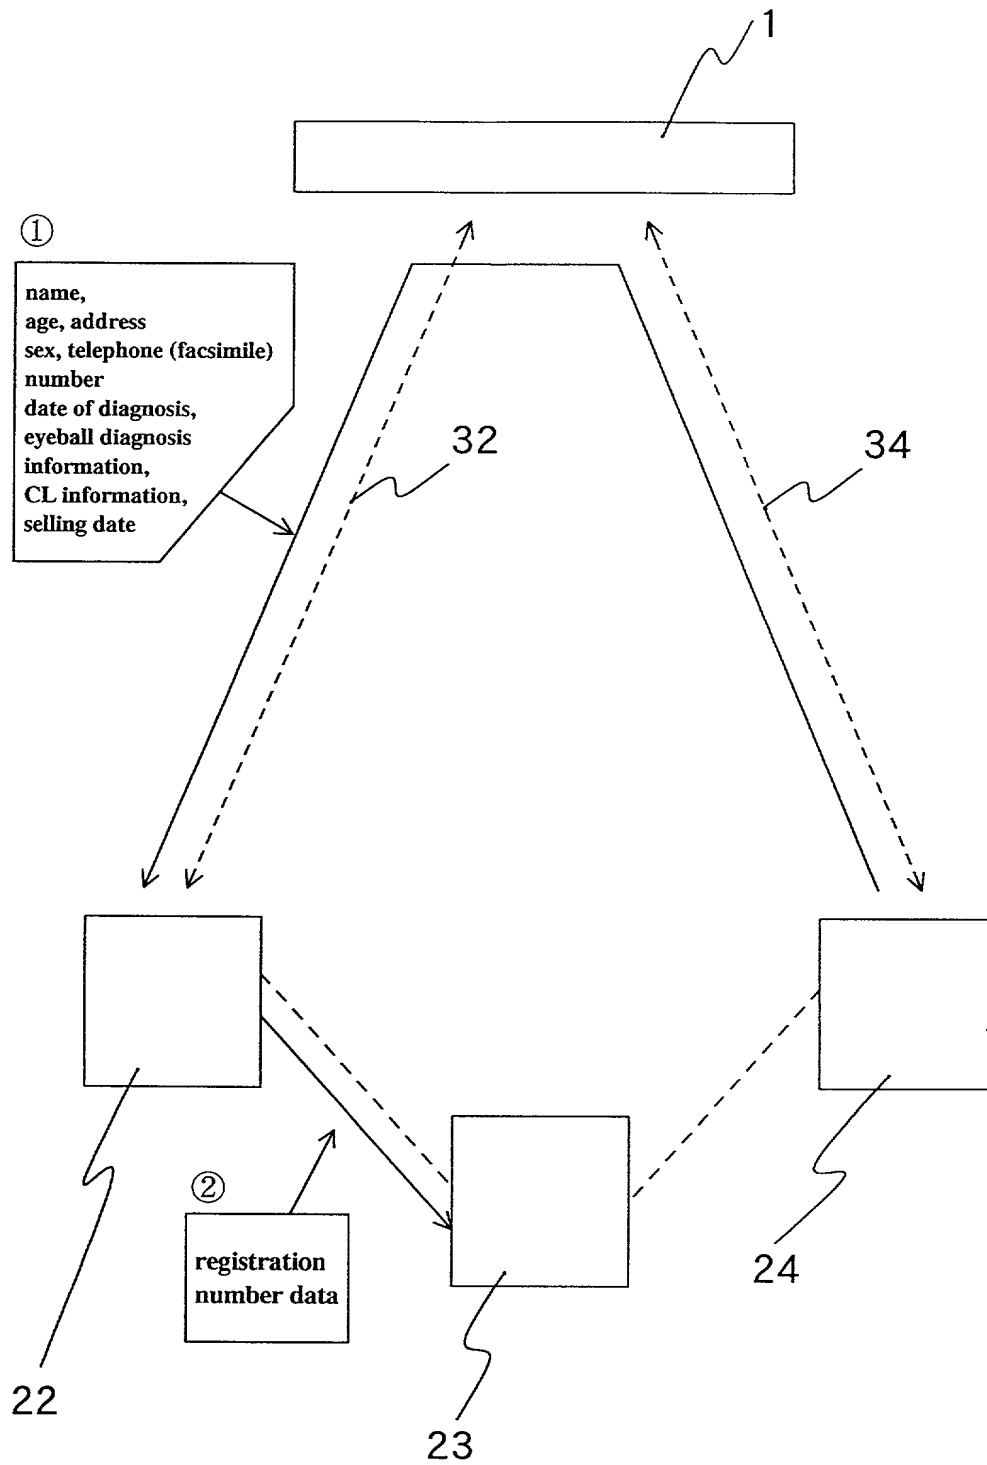 1
①
name,
age, address
sex, telephone (facsimile)
number
date of diagnosis,
eyeball diagnosis
information,
CL information,
selling date
32
34
②
registration
number data
24
22
23